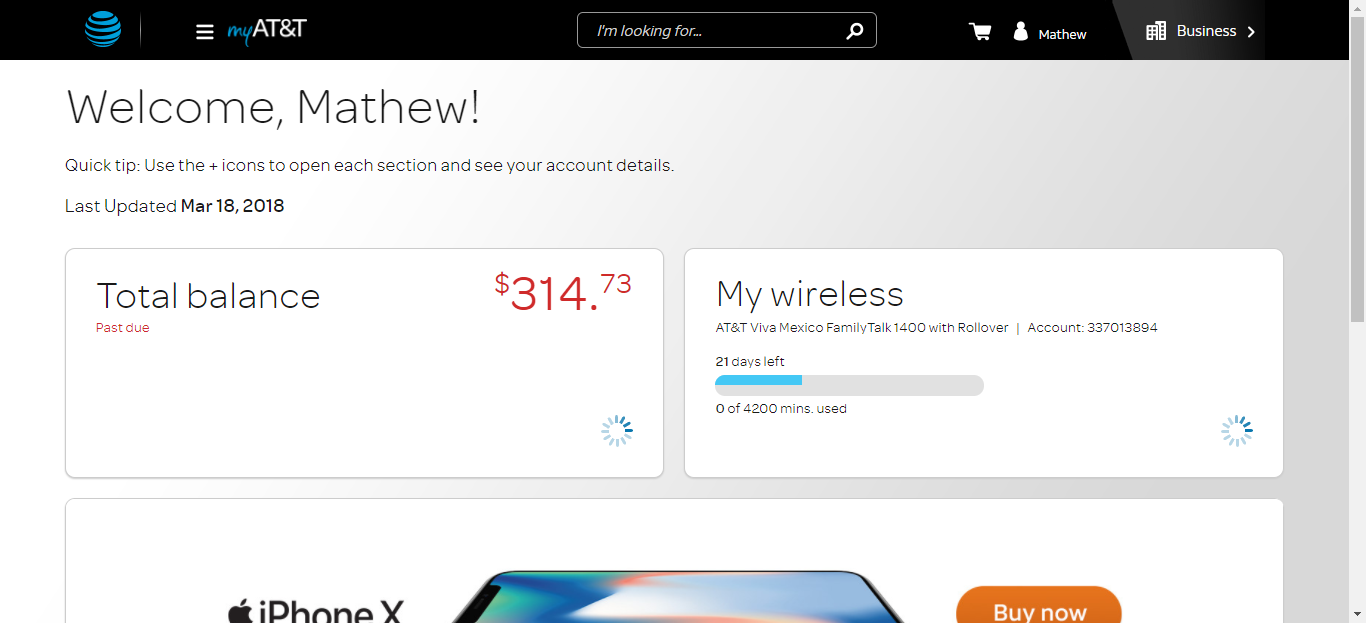 myAT&T
I'm looking for...
Mathew
Business
Welcome, Mathew!
Quick tip: Use the + icons to open each section and see your account details.
Last Updated Mar 18, 2018
Total balance
$314.73
Past due
My wireless
AT&T Viva Mexico FamilyTalk 1400 with Rollover | Account: 337013894
21 days left
0 of 4200 mins. used
iPhone X
Buy now